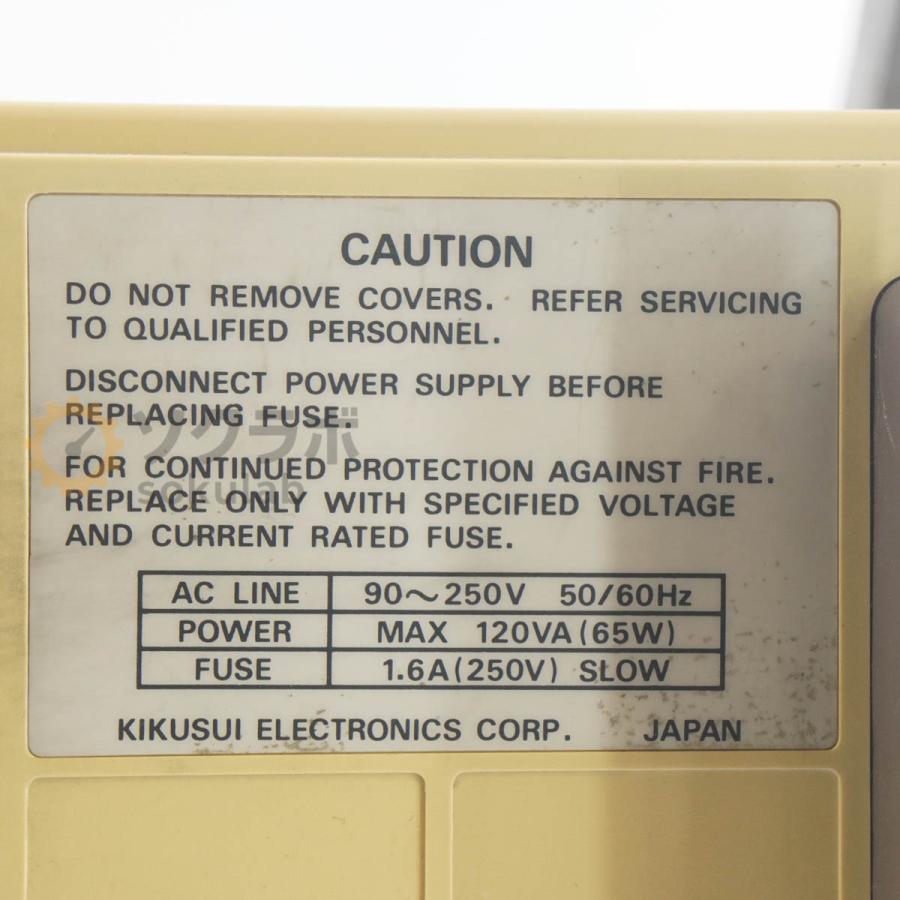 CAUTION
DO NOT REMOVE COVERS. REFER SERVICING
TO QUALIFIED PERSONNEL.
DISCONNECT POWER SUPPLY BEFORE
REPLACING FUSE.
ソクラボ
FOR CONTINUED PROTECTION AGAINST FIRE.
sokulab
REPLACE ONLY WITH SPECIFIED VOLTAGE
AND CURRENT RATED FUSE.
AC LINE 90～250V 50/60Hz
POWER MAX 120VA(65W)
FUSE 1.6A(250V) SLOW
KIKUSUI ELECTRONICS CORP. JAPAN